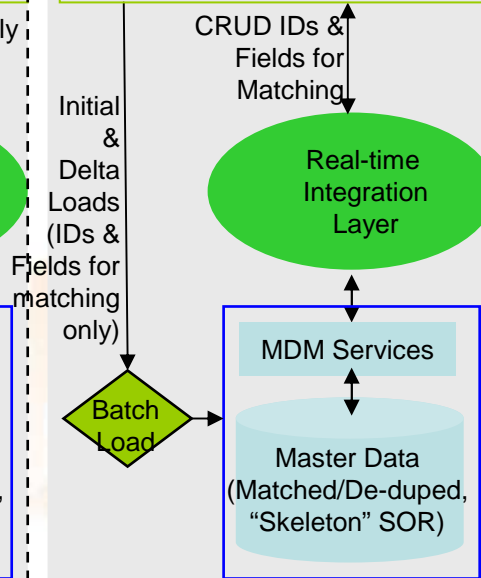 ly
CRUD IDs &
Fields for
Matching
Initial
&
Delta
Loads
(IDs &
Fields for
matching
only)
Real-time
Integration
Layer
MDM Services
Batch
Load
Master Data
(Matched/De-duped,
“Skeleton” SOR)
,